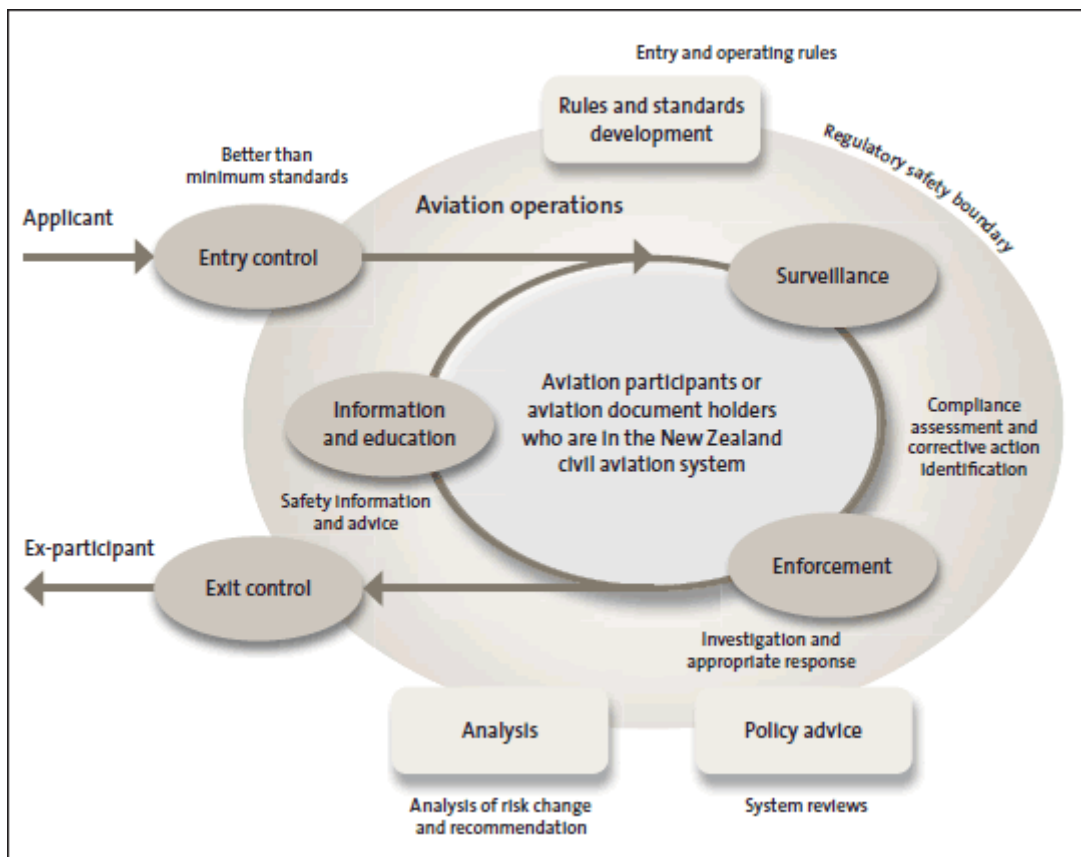 Entry and operating rules
Rules and standards
development
Regulatory safety boundary
Better than
minimum standards
Applicant
Aviation operations
Entry control
Surveillance
Aviation participants or
aviation document holders
who are in the New Zealand
civil aviation system
Information
and education
Compliance
assessment and
corrective action
identification
Safety information
and advice
Ex-participant
Exit control
Enforcement
Investigation and
appropriate response
Analysis
Policy advice
Analysis of risk change
and recommendation
System reviews